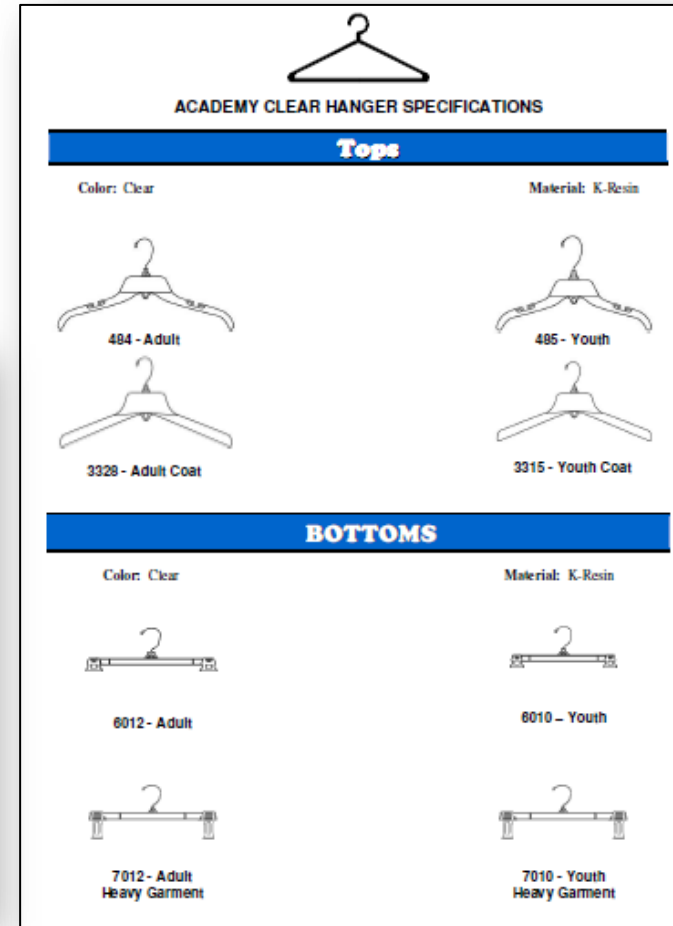 ACADEMY CLEAR HANGER SPECIFICATIONS
Tops
Color: Clear Material: K-Resin
484 - Adult 485 - Youth
3328 - Adult Coat 3315 - Youth Coat
BOTTOMS
Color: Clear Material: K-Resin
6012 - Adult 6010 – Youth
7012 - Adult 7010 - Youth
Heavy Garment Heavy Garment